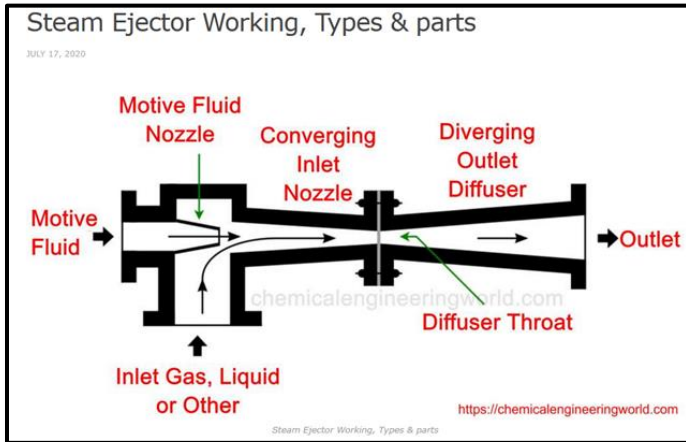 Steam Ejector Working, Types & parts
JULY 17, 2020
Motive Fluid
Nozzle
Converging
Inlet
Nozzle
Diverging
Outlet
Diffuser
Motive
Fluid
Outlet
chemicalengineeringworld.com
Diffuser Throat
Inlet Gas, Liquid
or Other
https://chemicalengineeringworld.com
Steam Ejector Working, Types & parts